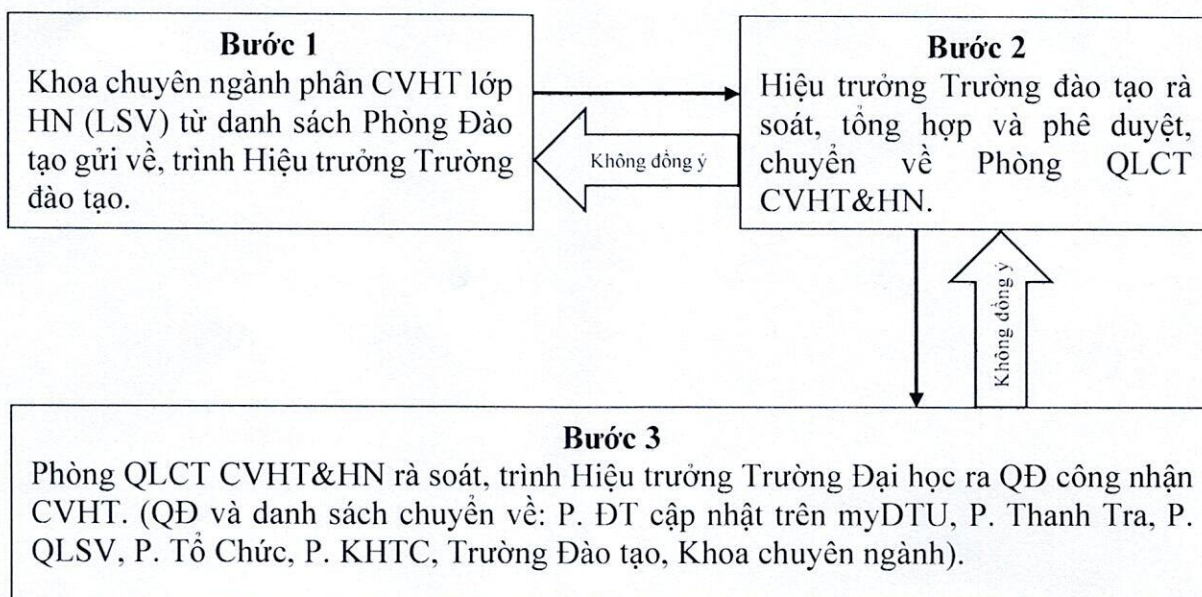 Bước 1
Khoa chuyên ngành phân CVHT lớp
HN (LSV) từ danh sách Phòng Đào
tạo gửi về, trình Hiệu trưởng Trường
đào tạo.
Không đồng ý
Bước 2
Hiệu trưởng Trường đào tạo rà
soát, tổng hợp và phê duyệt,
chuyển về Phòng QLCT
CVHT&HN.
Không đồng ý
Bước 3
Phòng QLCT CVHT&HN rà soát, trình Hiệu trưởng Trường Đại học ra QĐ công nhận
CVHT. (QĐ và danh sách chuyển về: P. ĐT cập nhật trên myDTU, P. Thanh Tra, P.
QLSV, P. Tổ Chức, P. KHTC, Trường Đào tạo, Khoa chuyên ngành).